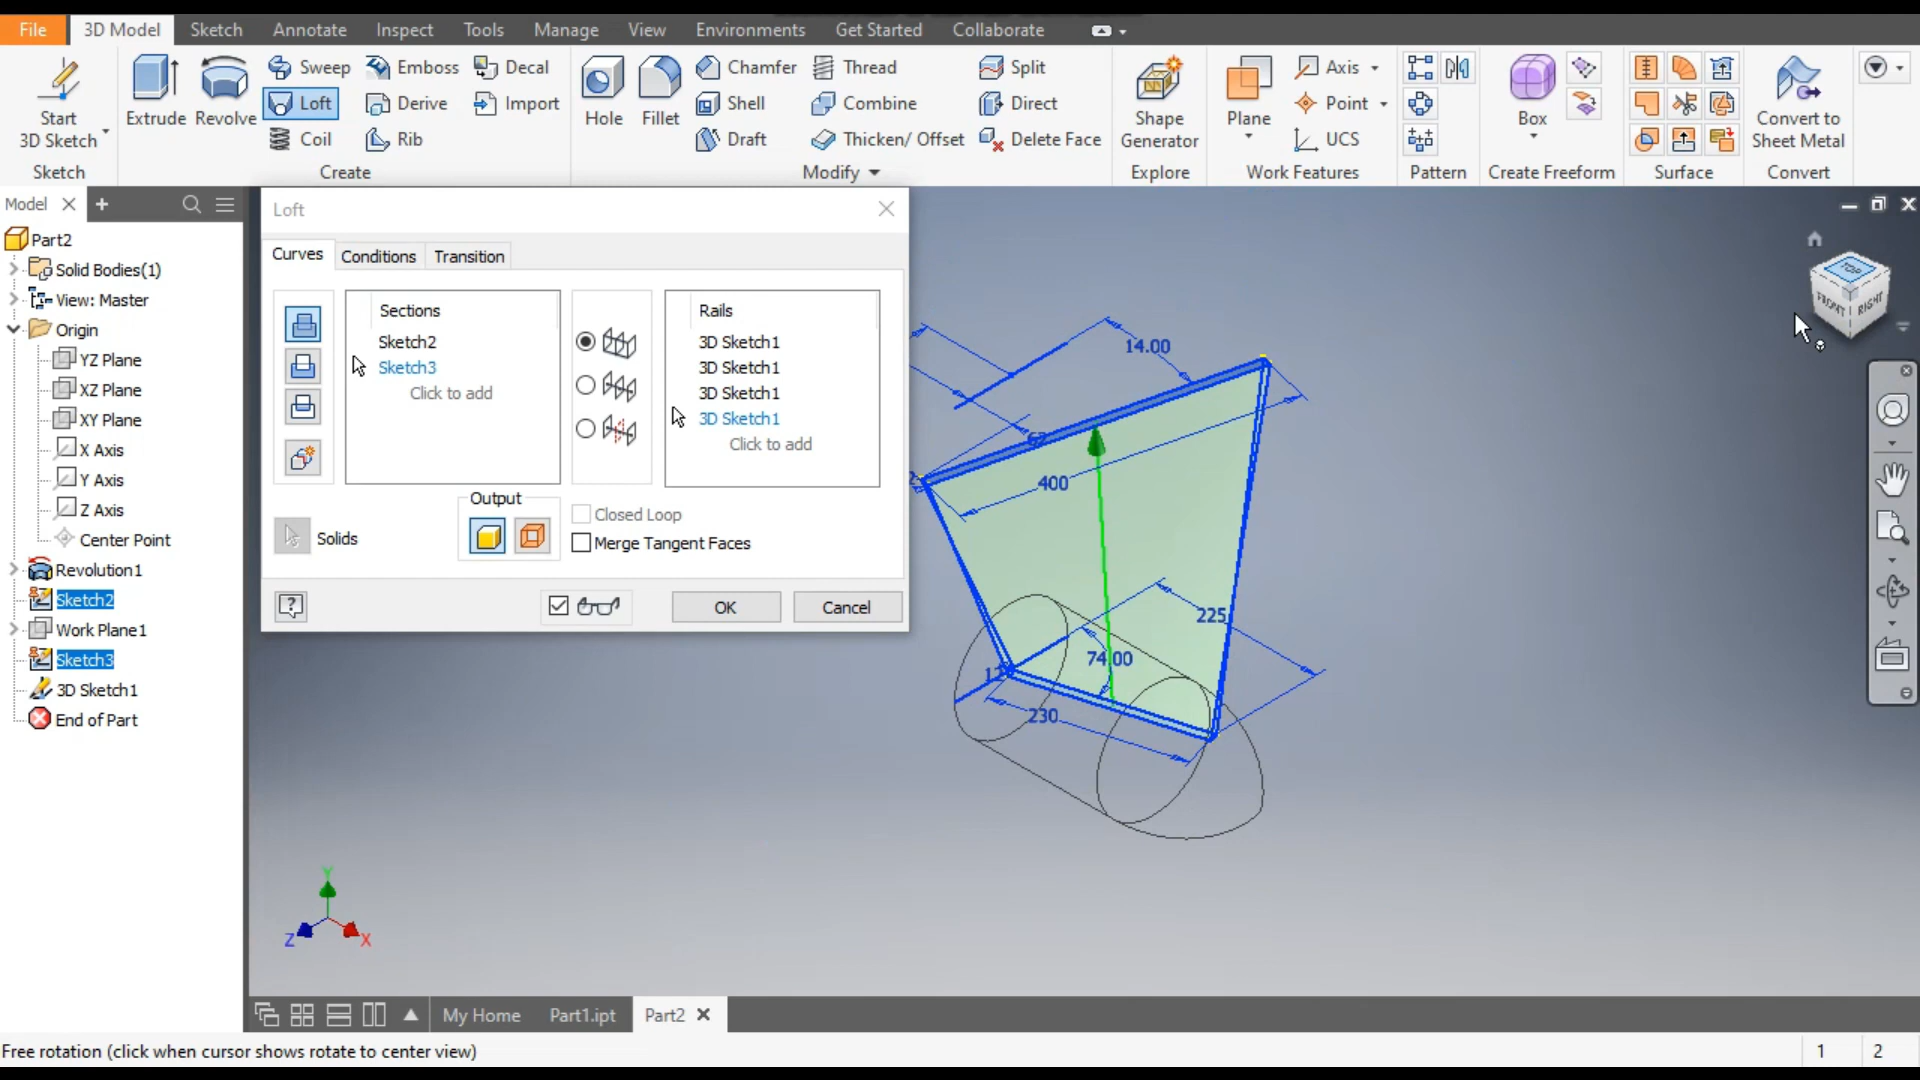 File 3D Model Sketch Annotate Inspect Tools Manage View Environments Get Started Collaborate
Start
3D Sketch
Sketch
Extrude Revolve
Sweep Emboss Decal
Loft Derive Import
Coil Rib
Create
Hole Fillet
Chamfer Thread Split
Shell Combine Direct
Draft Thicken/ Offset Delete Face
Modify
Shape
Generator
Explore
Plane
Axis
Point
UCS
Work Features
Pattern
Box
Create Freeform
Surface
Convert to
Sheet Metal
Convert
Model
Part2
Solid Bodies(1)
View: Master
Origin
YZ Plane
XZ Plane
XY Plane
X Axis
Y Axis
Z Axis
Center Point
Revolution1
Sketch2
Work Plane1
Sketch3
3D Sketch1
End of Part
Loft
Curves Conditions Transition
Sections
Sketch2
Sketch3
Click to add
Rails
3D Sketch1
3D Sketch1
3D Sketch1
3D Sketch1
Click to add
Solids
Output
Closed Loop
Merge Tangent Faces
OK Cancel
14.00
400
225
74.00
230
TOP
FRONT RIGHT
Y
Z X
My Home Part1.ipt Part2
Free rotation (click when cursor shows rotate to center view)
1 2